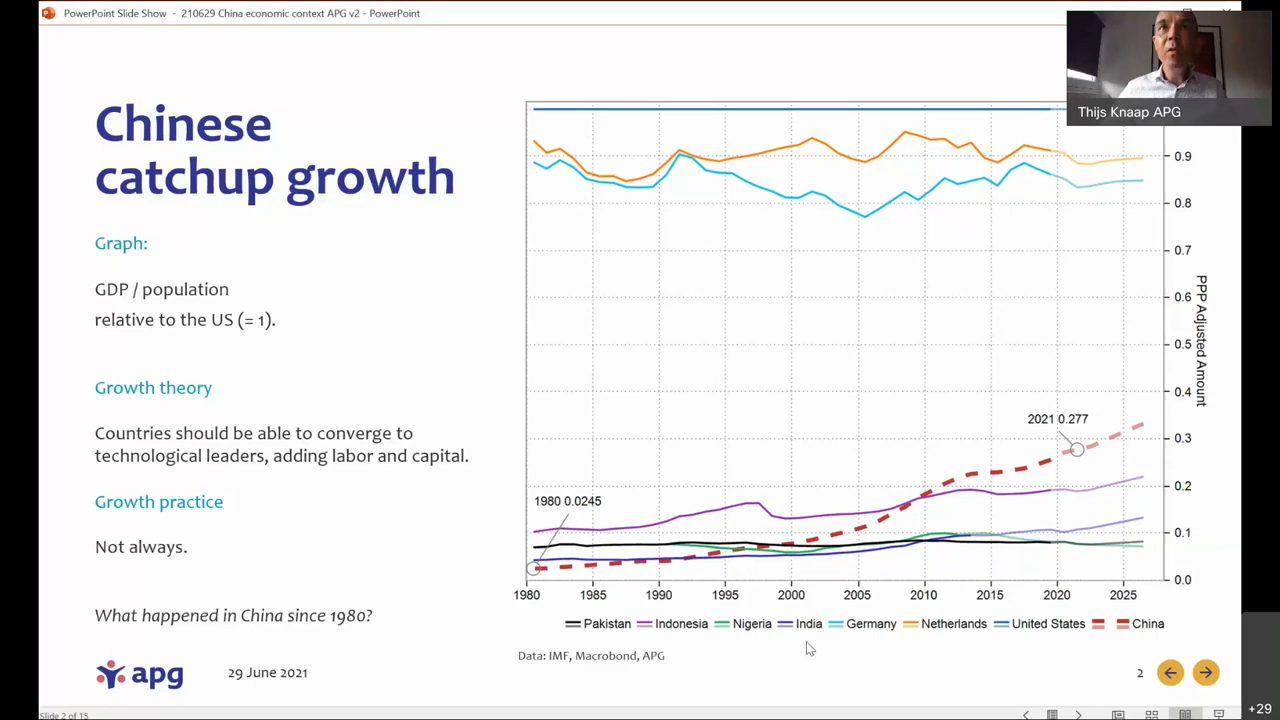 PowerPoint Slide Show - 210629 China economic context APG v2 - PowerPoint
Thijs Knaap APG
Chinese
catchup growth
Graph:
GDP / population
relative to the US (= 1).
Growth theory
Countries should be able to converge to
technological leaders, adding labor and capital.
Growth practice
Not always.
What happened in China since 1980?
0.9
0.8
0.7
0.6
0.5
0.4
0.3
0.2
0.1
0.0
PPP Adjusted Amount
2021 0.277
1980 0.0245
1980 1985 1990 1995 2000 2005 2010 2015 2020 2025
Pakistan Indonesia Nigeria India Germany Netherlands United States China
Data: IMF, Macrobond, APG
apg
29 June 2021
2
Slide 2 of 15
+29